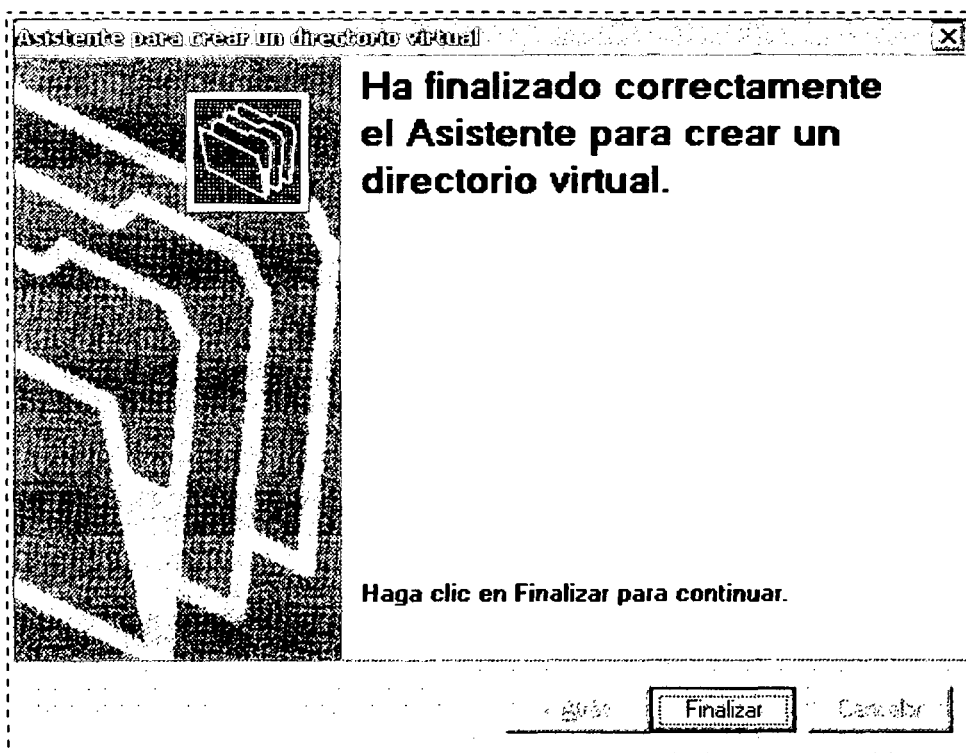 Asistente para crear un directorio virtual
Ha finalizado correctamente
el Asistente para crear un
directorio virtual.
Haga clic en Finalizar para continuar.
< Atrás
Finalizar
Cancelar